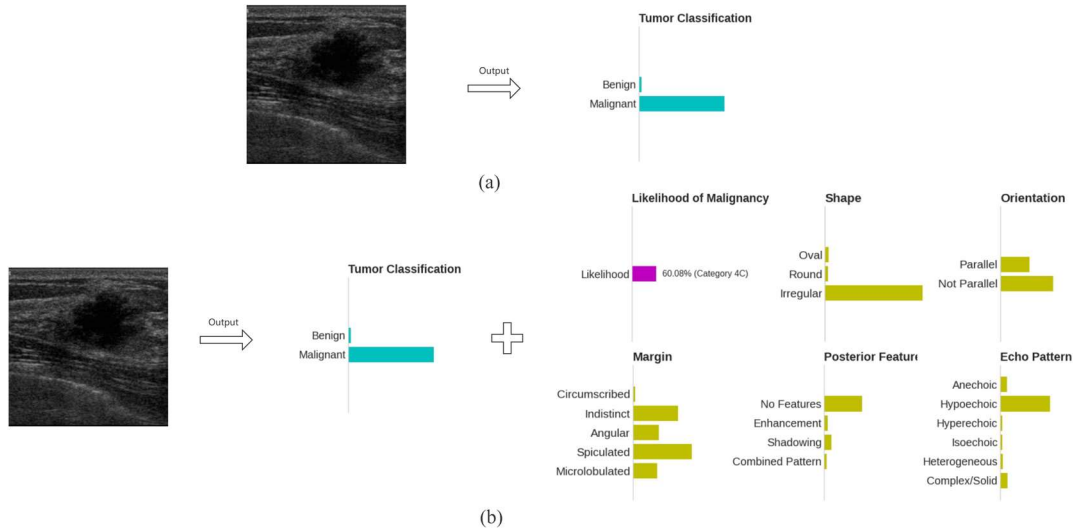 Tumor Classification
Output
Benign
Malignant
(a)
Likelihood of Malignancy
Likelihood
60.08% (Category 4C)
Shape
Oval
Round
Irregular
Orientation
Parallel
Not Parallel
Output
Tumor Classification
Benign
Malignant
Margin
Circumscribed
Indistinct
Angular
Spiculated
Microlobulated
Posterior Featur
No Features
Enhancement
Shadowing
Combined Pattern
Echo Pattern
Anechoic
Hypoechoic
Hyperechoic
Isoechoic
Heterogeneous
Complex/Solid
(b)